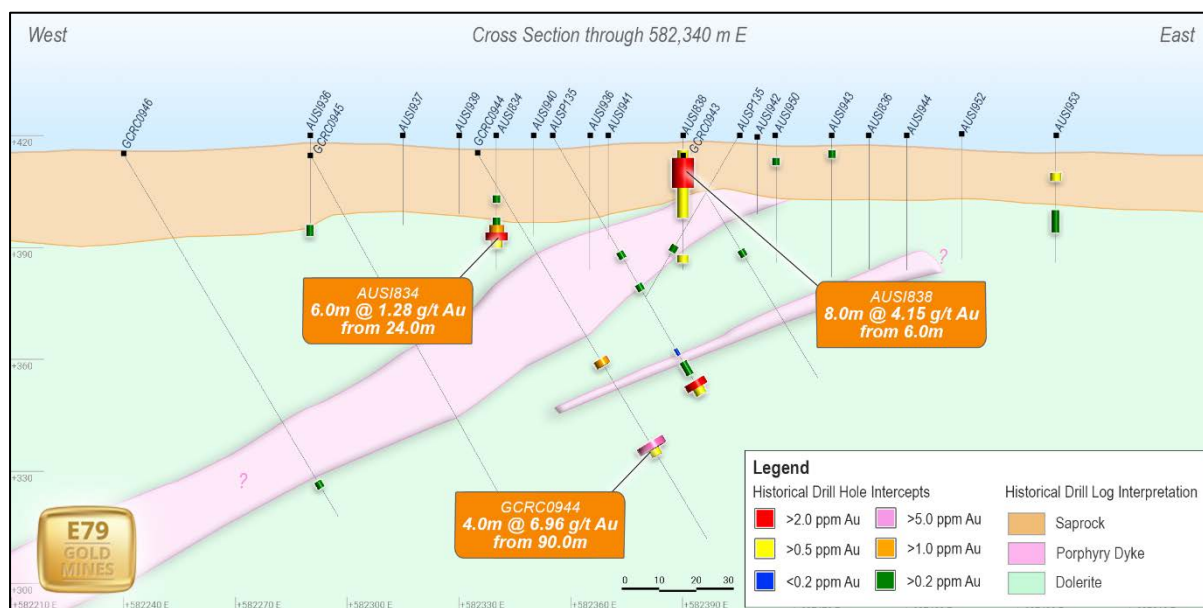 West
Cross Section through 582,340 m E
East
GCRC0946
AUSI936
GCRC0945
AUSI937
AUSI939
GCRC0944
AUSI834
AUSI940
AUSP135
AUSI936
AUSI941
AUSI838
GCRC0943
AUSP135
AUSI942
AUSI950
AUSI943
AUSI836
AUSI944
AUSI952
AUSI953
+420
+390
+360
+330
+300
AUSI834
6.0m @ 1.28 g/t Au
from 24.0m
AUSI838
8.0m @ 4.15 g/t Au
from 6.0m
GCRC0944
4.0m @ 6.96 g/t Au
from 90.0m
?
?
E79
GOLD
MINES
0 10 20 30
+582210 E
+582240 E
+582270 E
+582300 E
+582330 E
+582360 E
+582390 E
Legend
Historical Drill Hole Intercepts
>2.0 ppm Au
>5.0 ppm Au
>0.5 ppm Au
>1.0 ppm Au
<0.2 ppm Au
>0.2 ppm Au
Historical Drill Log Interpretation
Saprock
Porphyry Dyke
Dolerite